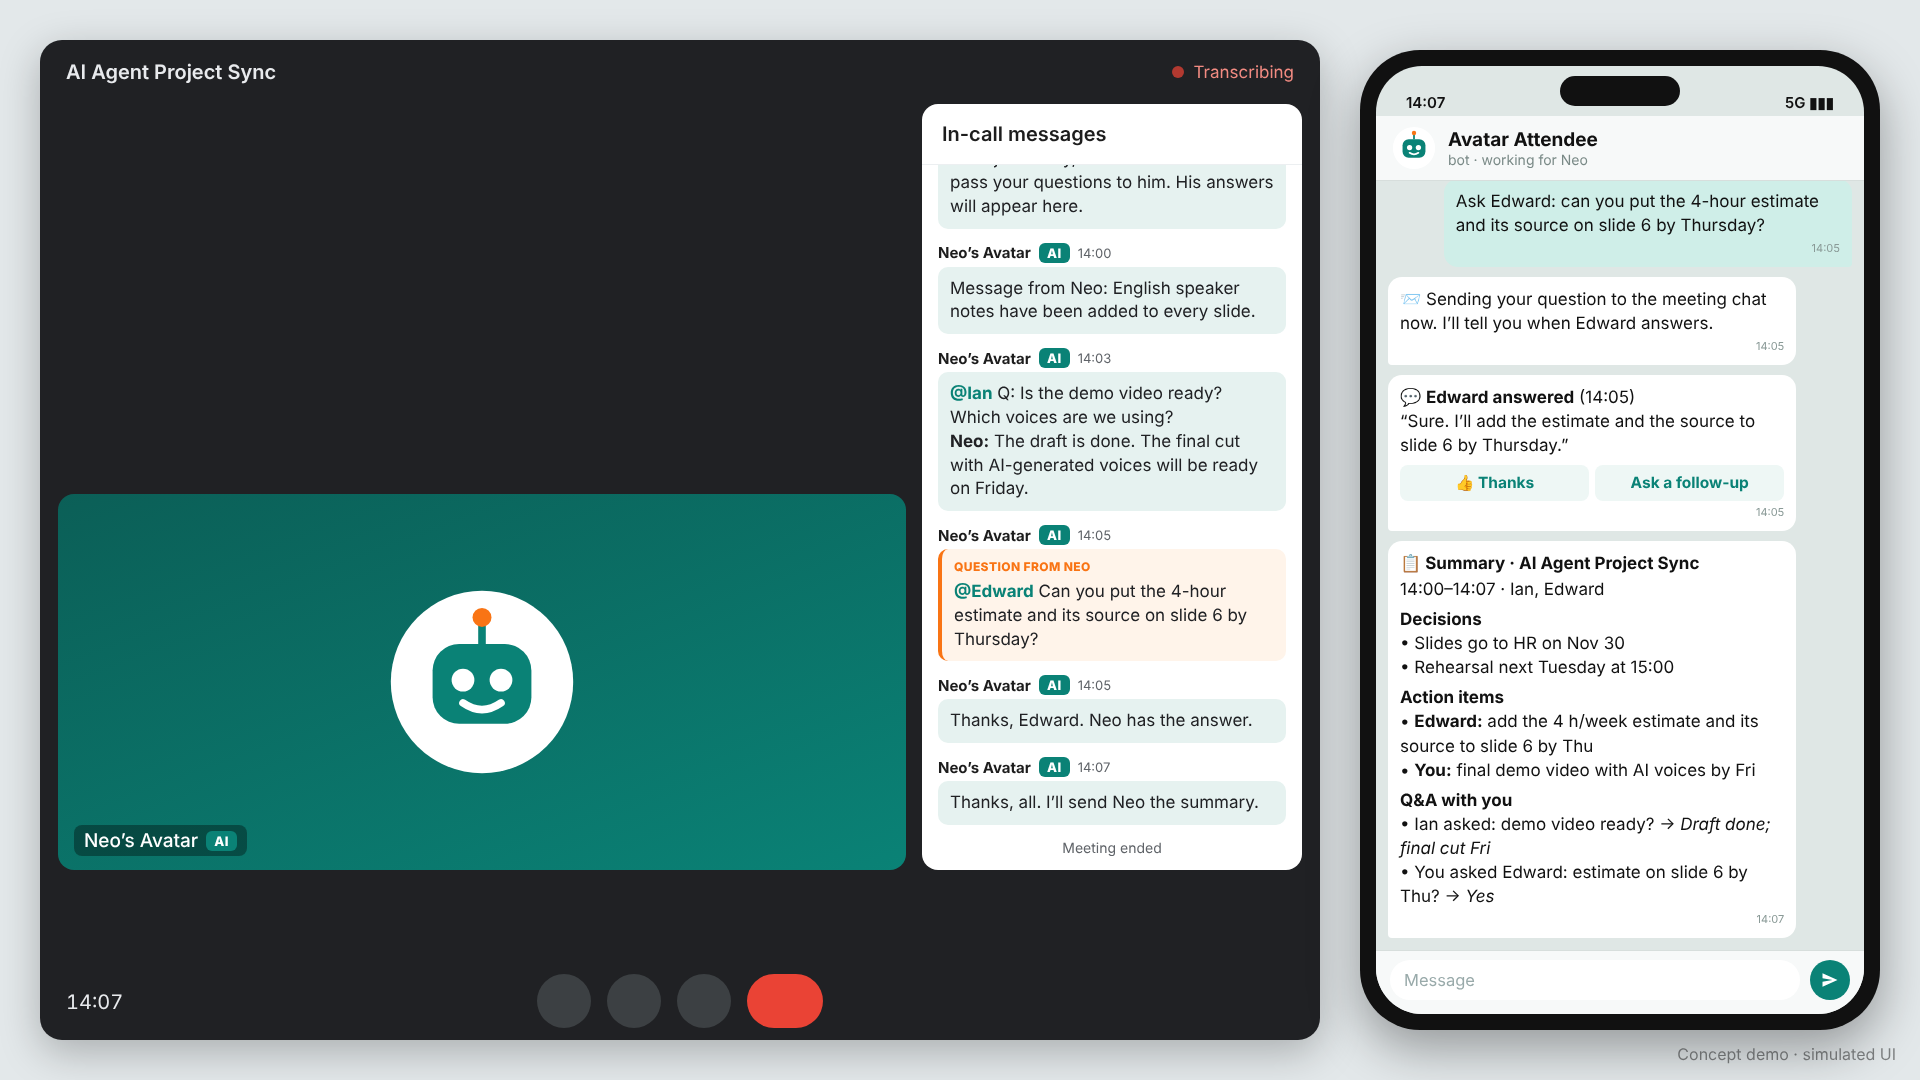 AI Agent Project Sync
Transcribing
In-call messages
pass your questions to him. His answers
will appear here.
Neo’s Avatar AI 14:00
Message from Neo: English speaker
notes have been added to every slide.
Neo’s Avatar AI 14:03
@Ian Q: Is the demo video ready?
Which voices are we using?
Neo: The draft is done. The final cut
with AI-generated voices will be ready
on Friday.
Neo’s Avatar AI 14:05
QUESTION FROM NEO
@Edward Can you put the 4-hour
estimate and its source on slide 6 by
Thursday?
Neo’s Avatar AI 14:05
Thanks, Edward. Neo has the answer.
Neo’s Avatar AI 14:07
Thanks, all. I’ll send Neo the summary.
Meeting ended
Neo’s Avatar AI
14:07
14:07
5G
Avatar Attendee
bot · working for Neo
Ask Edward: can you put the 4-hour estimate
and its source on slide 6 by Thursday?
14:05
📨 Sending your question to the meeting chat
now. I’ll tell you when Edward answers.
14:05
💬 Edward answered (14:05)
“Sure. I’ll add the estimate and the source to
slide 6 by Thursday.”
👍 Thanks
Ask a follow-up
14:05
📋 Summary · AI Agent Project Sync
14:00–14:07 · Ian, Edward
Decisions
• Slides go to HR on Nov 30
• Rehearsal next Tuesday at 15:00
Action items
• Edward: add the 4 h/week estimate and its
source to slide 6 by Thu
• You: final demo video with AI voices by Fri
Q&A with you
• Ian asked: demo video ready? → Draft done;
final cut Fri
• You asked Edward: estimate on slide 6 by
Thu? → Yes
14:07
Message
Concept demo · simulated UI